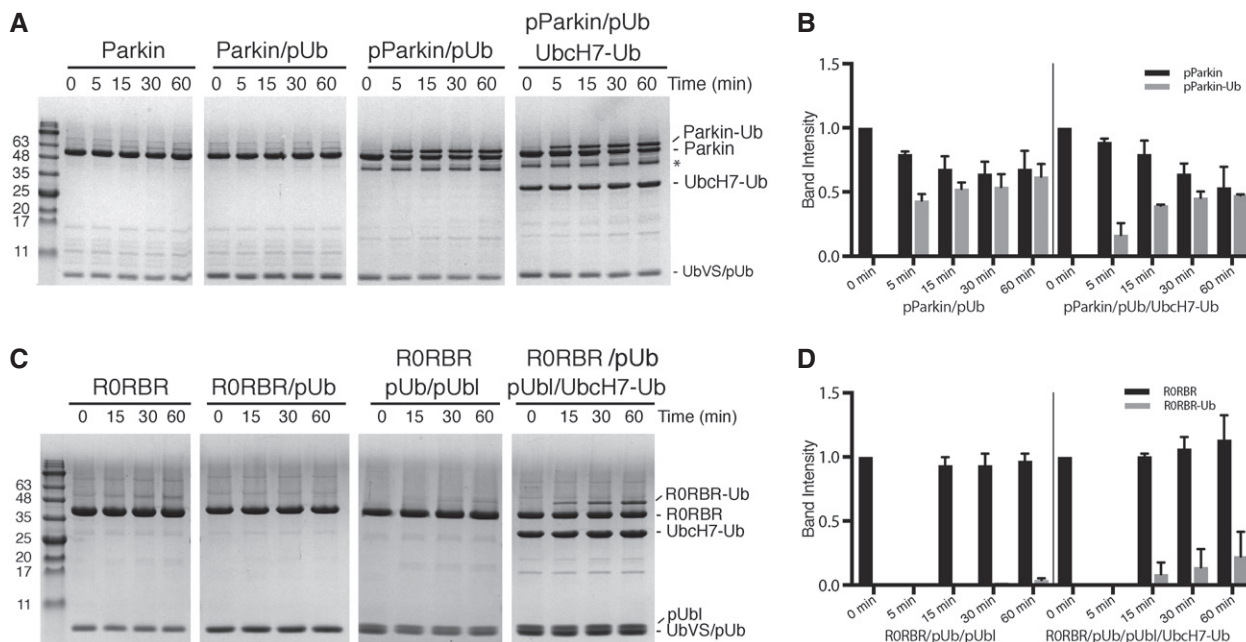 A
Parkin
Parkin/pUb
pParkin/pUb
pParkin/pUb
UbcH7-Ub
0 5 15 30 60
0 5 15 30 60
0 5 15 30 60
0 5 15 30 60
Time (min)
63
48
35
25
20
17
11
Parkin-Ub
Parkin
*
UbcH7-Ub
UbVS/pUb
B
Band Intensity
1.5
1.0
0.5
0.0
pParkin
pParkin-Ub
0 min
5 min
15 min
30 min
60 min
0 min
5 min
15 min
30 min
60 min
pParkin/pUb
pParkin/pUb/UbcH7-Ub
C
R0RBR
R0RBR/pUb
R0RBR
pUb/pUbl
R0RBR /pUb
pUbl/UbcH7-Ub
0 15 30 60
0 15 30 60
0 15 30 60
0 15 30 60
Time (min)
63
48
35
25
20
17
11
R0RBR-Ub
R0RBR
UbcH7-Ub
pUbl
UbVS/pUb
D
Band Intensity
1.5
1.0
0.5
0.0
R0RBR
R0RBR-Ub
0 min
5 min
15 min
30 min
60 min
0 min
5 min
15 min
30 min
60 min
R0RBR/pUb/pUbl
R0RBR/pUb/pUbl/UbcH7-Ub